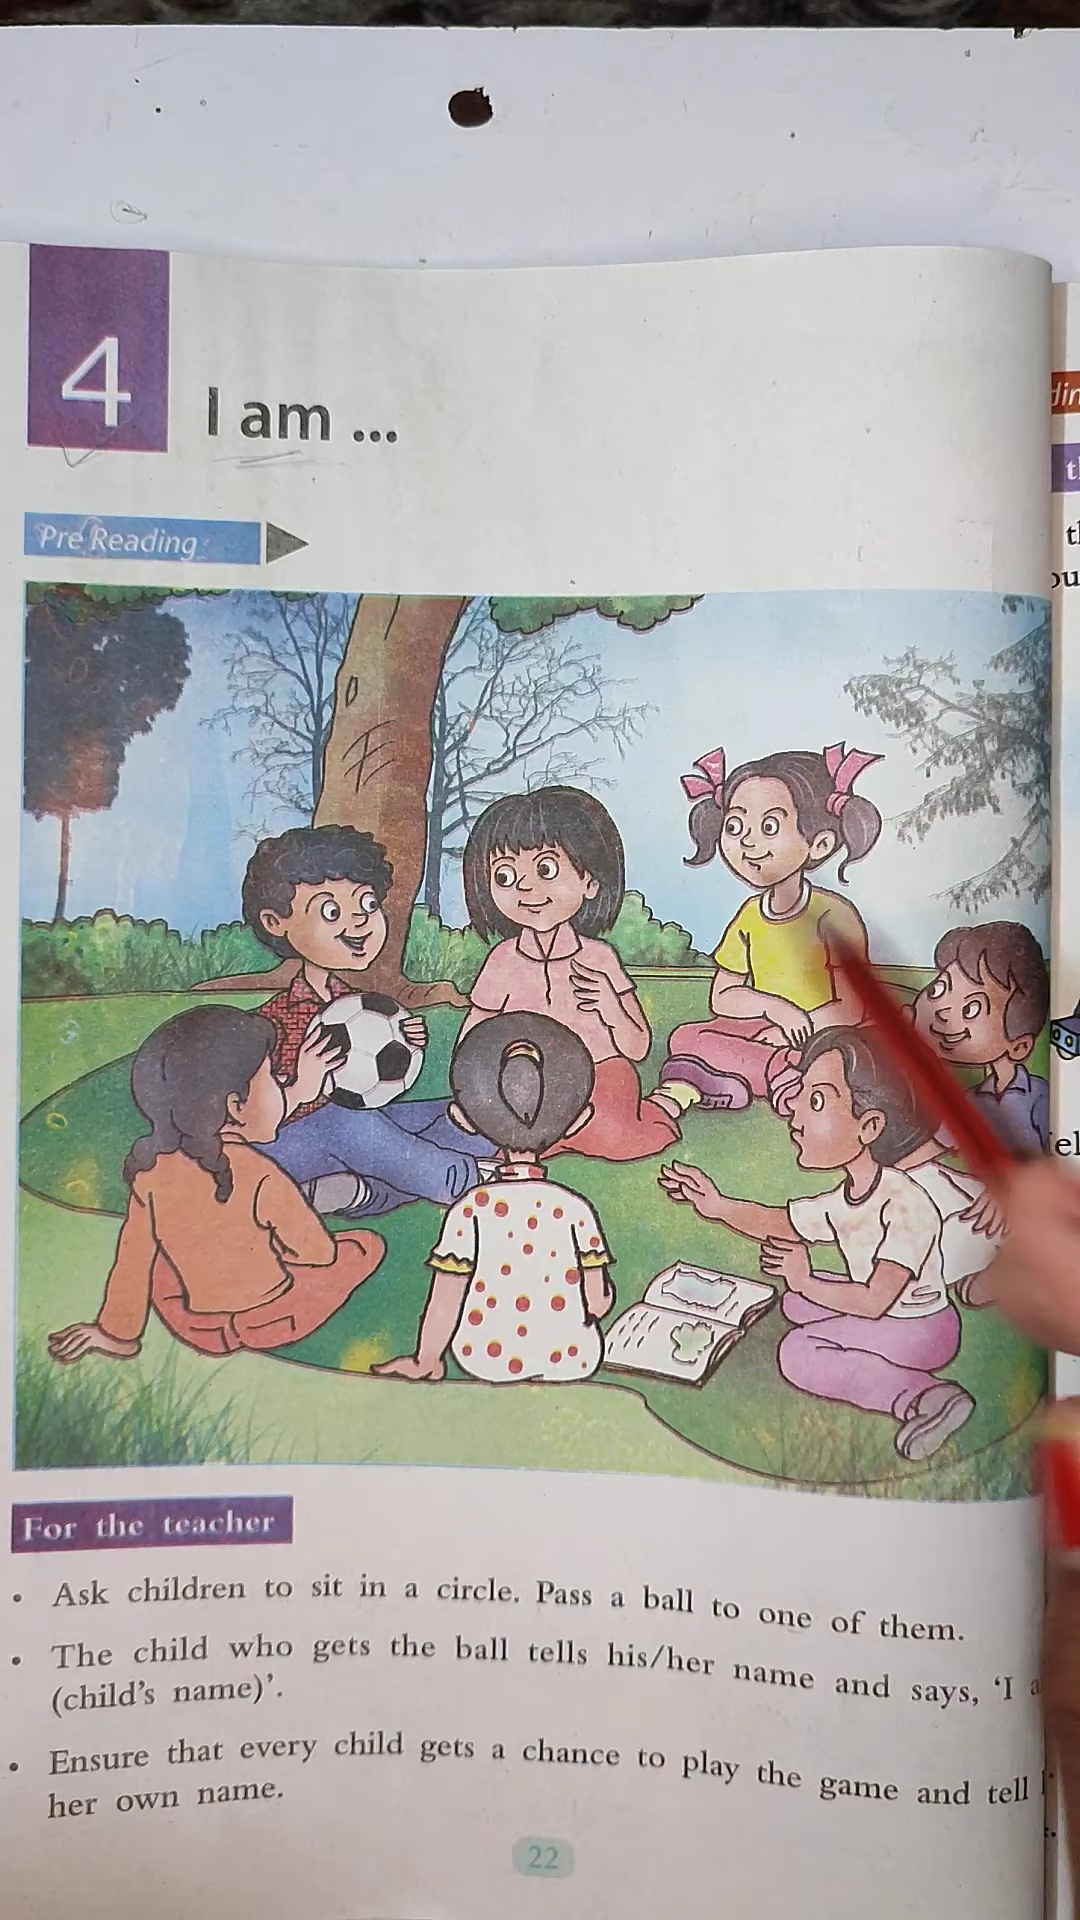 4
I am ...
Pre Reading
For the teacher
• Ask children to sit in a circle. Pass a ball to one of them.
• The child who gets the ball tells his/her name and says, ‘I
(child’s name)’.
• Ensure that every child gets a chance to play the game and tell
her own name.
22